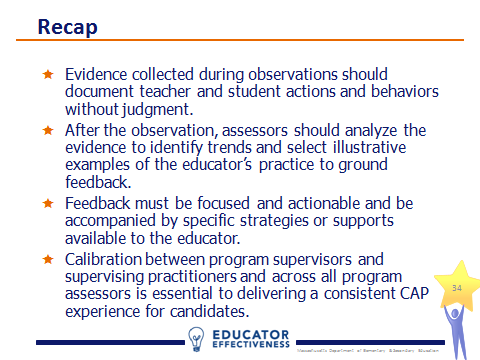 Recap
Evidence collected during observations should
document teacher and student actions and behaviors
without judgment.
After the observation, assessors should analyze the
evidence to identify trends and select illustrative
examples of the educator's practice to ground
feedback.
Feedback must be focused and actionable and be
accompanied by specific strategies or supports
available to the educator.
Calibration between program supervisors and
supervising practitioners and across all program
assessors is essential to delivering a consistent CAP
experience for candidates.
34
EDUCATOR
EFFECTIVENESS
Massachusetts Department of Elementary & Secondary Education